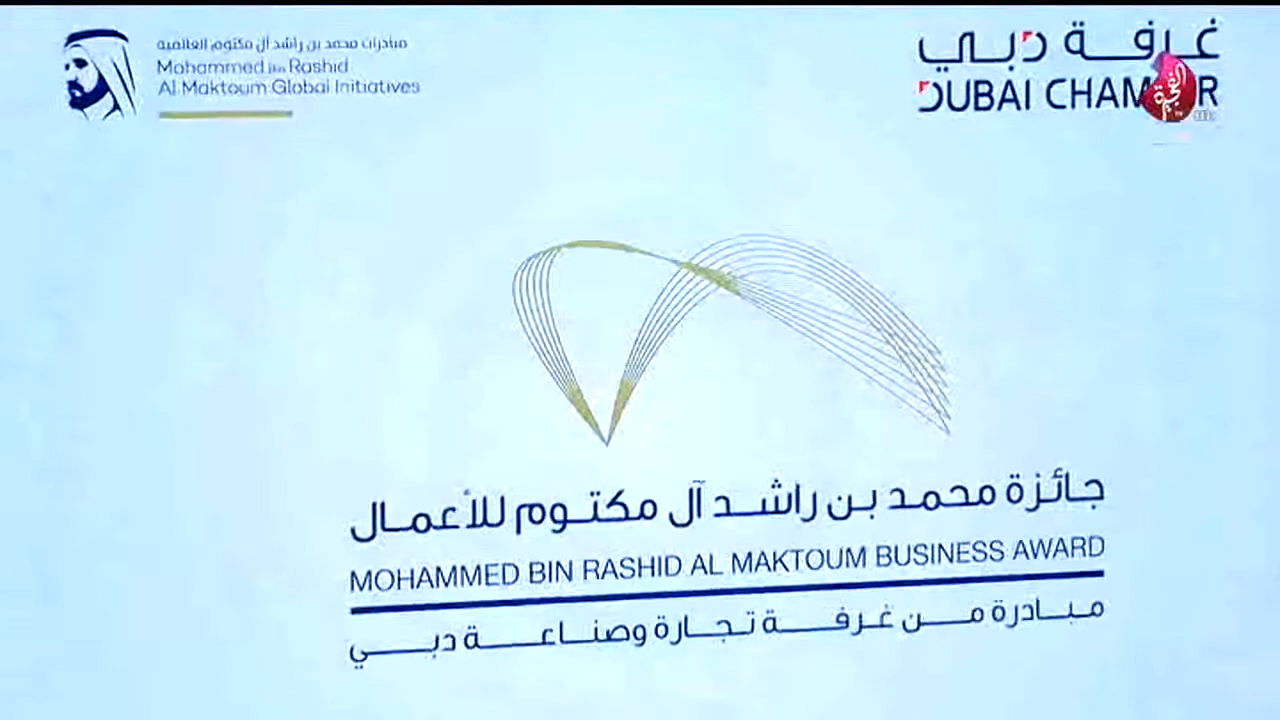 مبادرات محمد بن راشد آل مكتوم العالمية
Mohammed Bin Rashid
Al Maktoum Global Initiatives
غرفة دبي
DUBAI CHAM R
الفجيرة
جائزة محمد بن راشد آل مكتوم للأعمال
MOHAMMED BIN RASHID AL MAKTOUM BUSINESS AWARD
مبادرة من غرفة تجارة وصناعة دبي